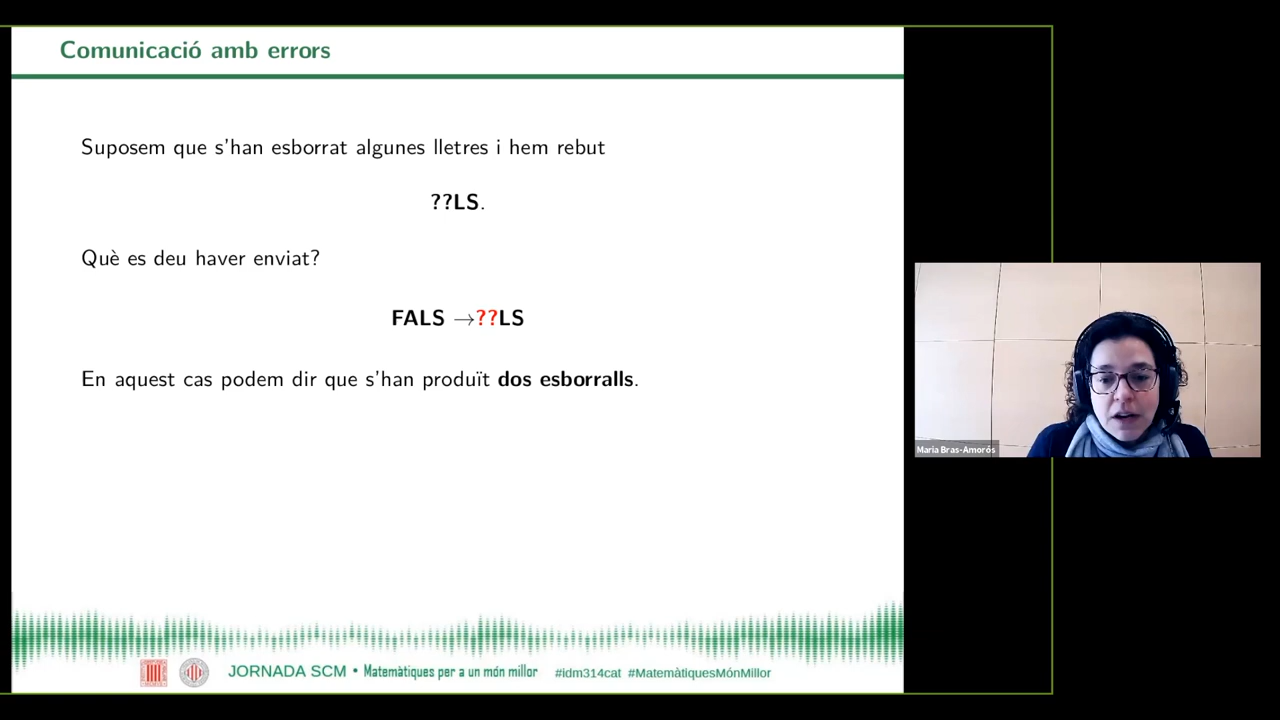 Comunicació amb errors
Suposem que s'han esborrat algunes lletres i hem rebut
??LS.
Què es deu haver enviat?
FALS →??LS
En aquest cas podem dir que s'han produït dos esborralls.
Maria Bras-Amorós
JORNADA SCM • Matemàtiques per a un món millor #idm314cat #MatemàtiquesMónMillor